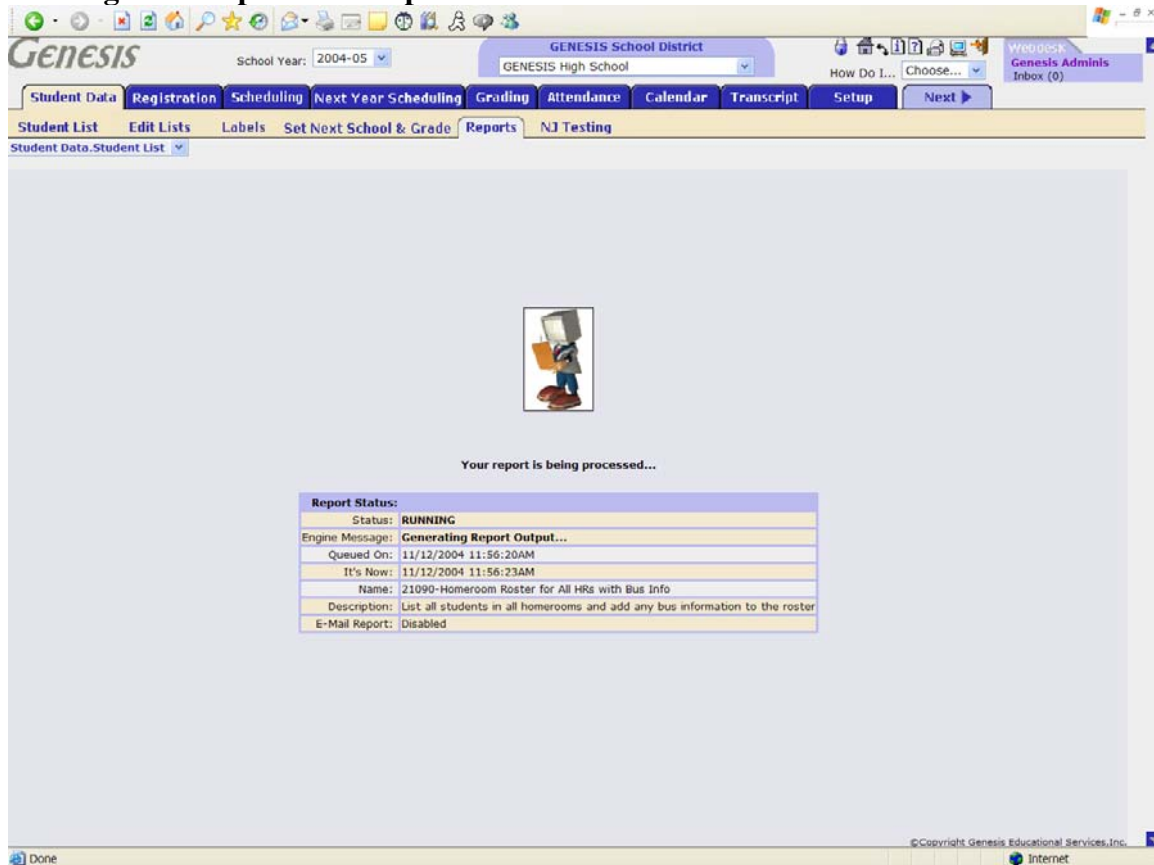 GENESIS
School Year: 2004-05
GENESIS School District
GENESIS High School
How Do I... Choose...
Webdesk
Genesis Adminis
Inbox (0)
Student Data Registration Scheduling Next Year Scheduling Grading Attendance Calendar Transcript Setup Next
Student List Edit Lists Labels Set Next School & Grade Reports NJ Testing
Student Data.Student List
Your report is being processed...
Report Status:
Status: RUNNING
Engine Message: Generating Report Output...
Queued On: 11/12/2004 11:56:20AM
It's Now: 11/12/2004 11:56:23AM
Name: 21090-Homeroom Roster for All HRs with Bus Info
Description: List all students in all homerooms and add any bus information to the roster
E-Mail Report: Disabled
©Copyright Genesis Educational Services,Inc.
Done
Internet